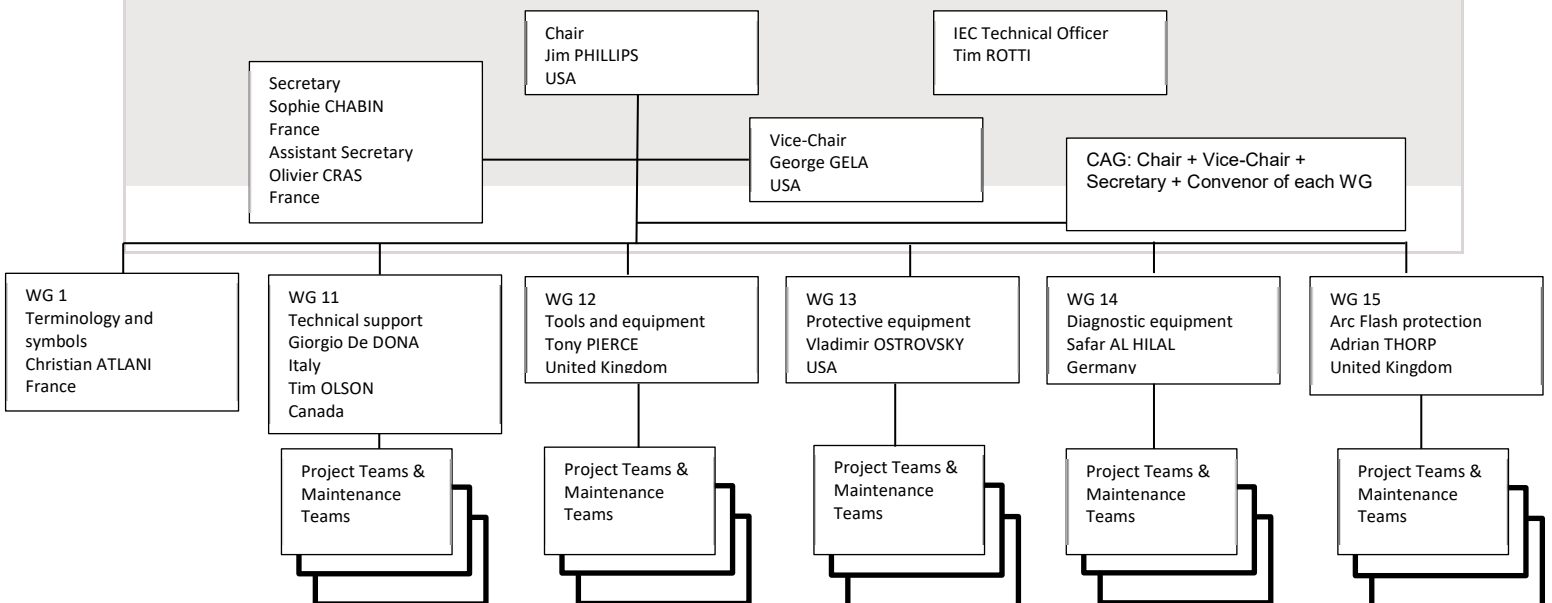 Chair
Jim PHILLIPS
USA
IEC Technical Officer
Tim ROTTI
Secretary
Sophie CHABIN
France
Assistant Secretary
Olivier CRAS
France
Vice-Chair
George GELA
USA
CAG: Chair + Vice-Chair +
Secretary + Convenor of each WG
WG 1
Terminology and
symbols
Christian ATLANI
France
WG 11
Technical support
Giorgio De DONA
Italy
Tim OLSON
Canada
WG 12
Tools and equipment
Tony PIERCE
United Kingdom
WG 13
Protective equipment
Vladimir OSTROVSKY
USA
WG 14
Diagnostic equipment
Safar AL HILAL
Germany
WG 15
Arc Flash protection
Adrian THORP
United Kingdom
Project Teams &
Maintenance
Teams
Project Teams &
Maintenance
Teams
Project Teams &
Maintenance
Teams
Project Teams &
Maintenance
Teams
Project Teams &
Maintenance
Teams